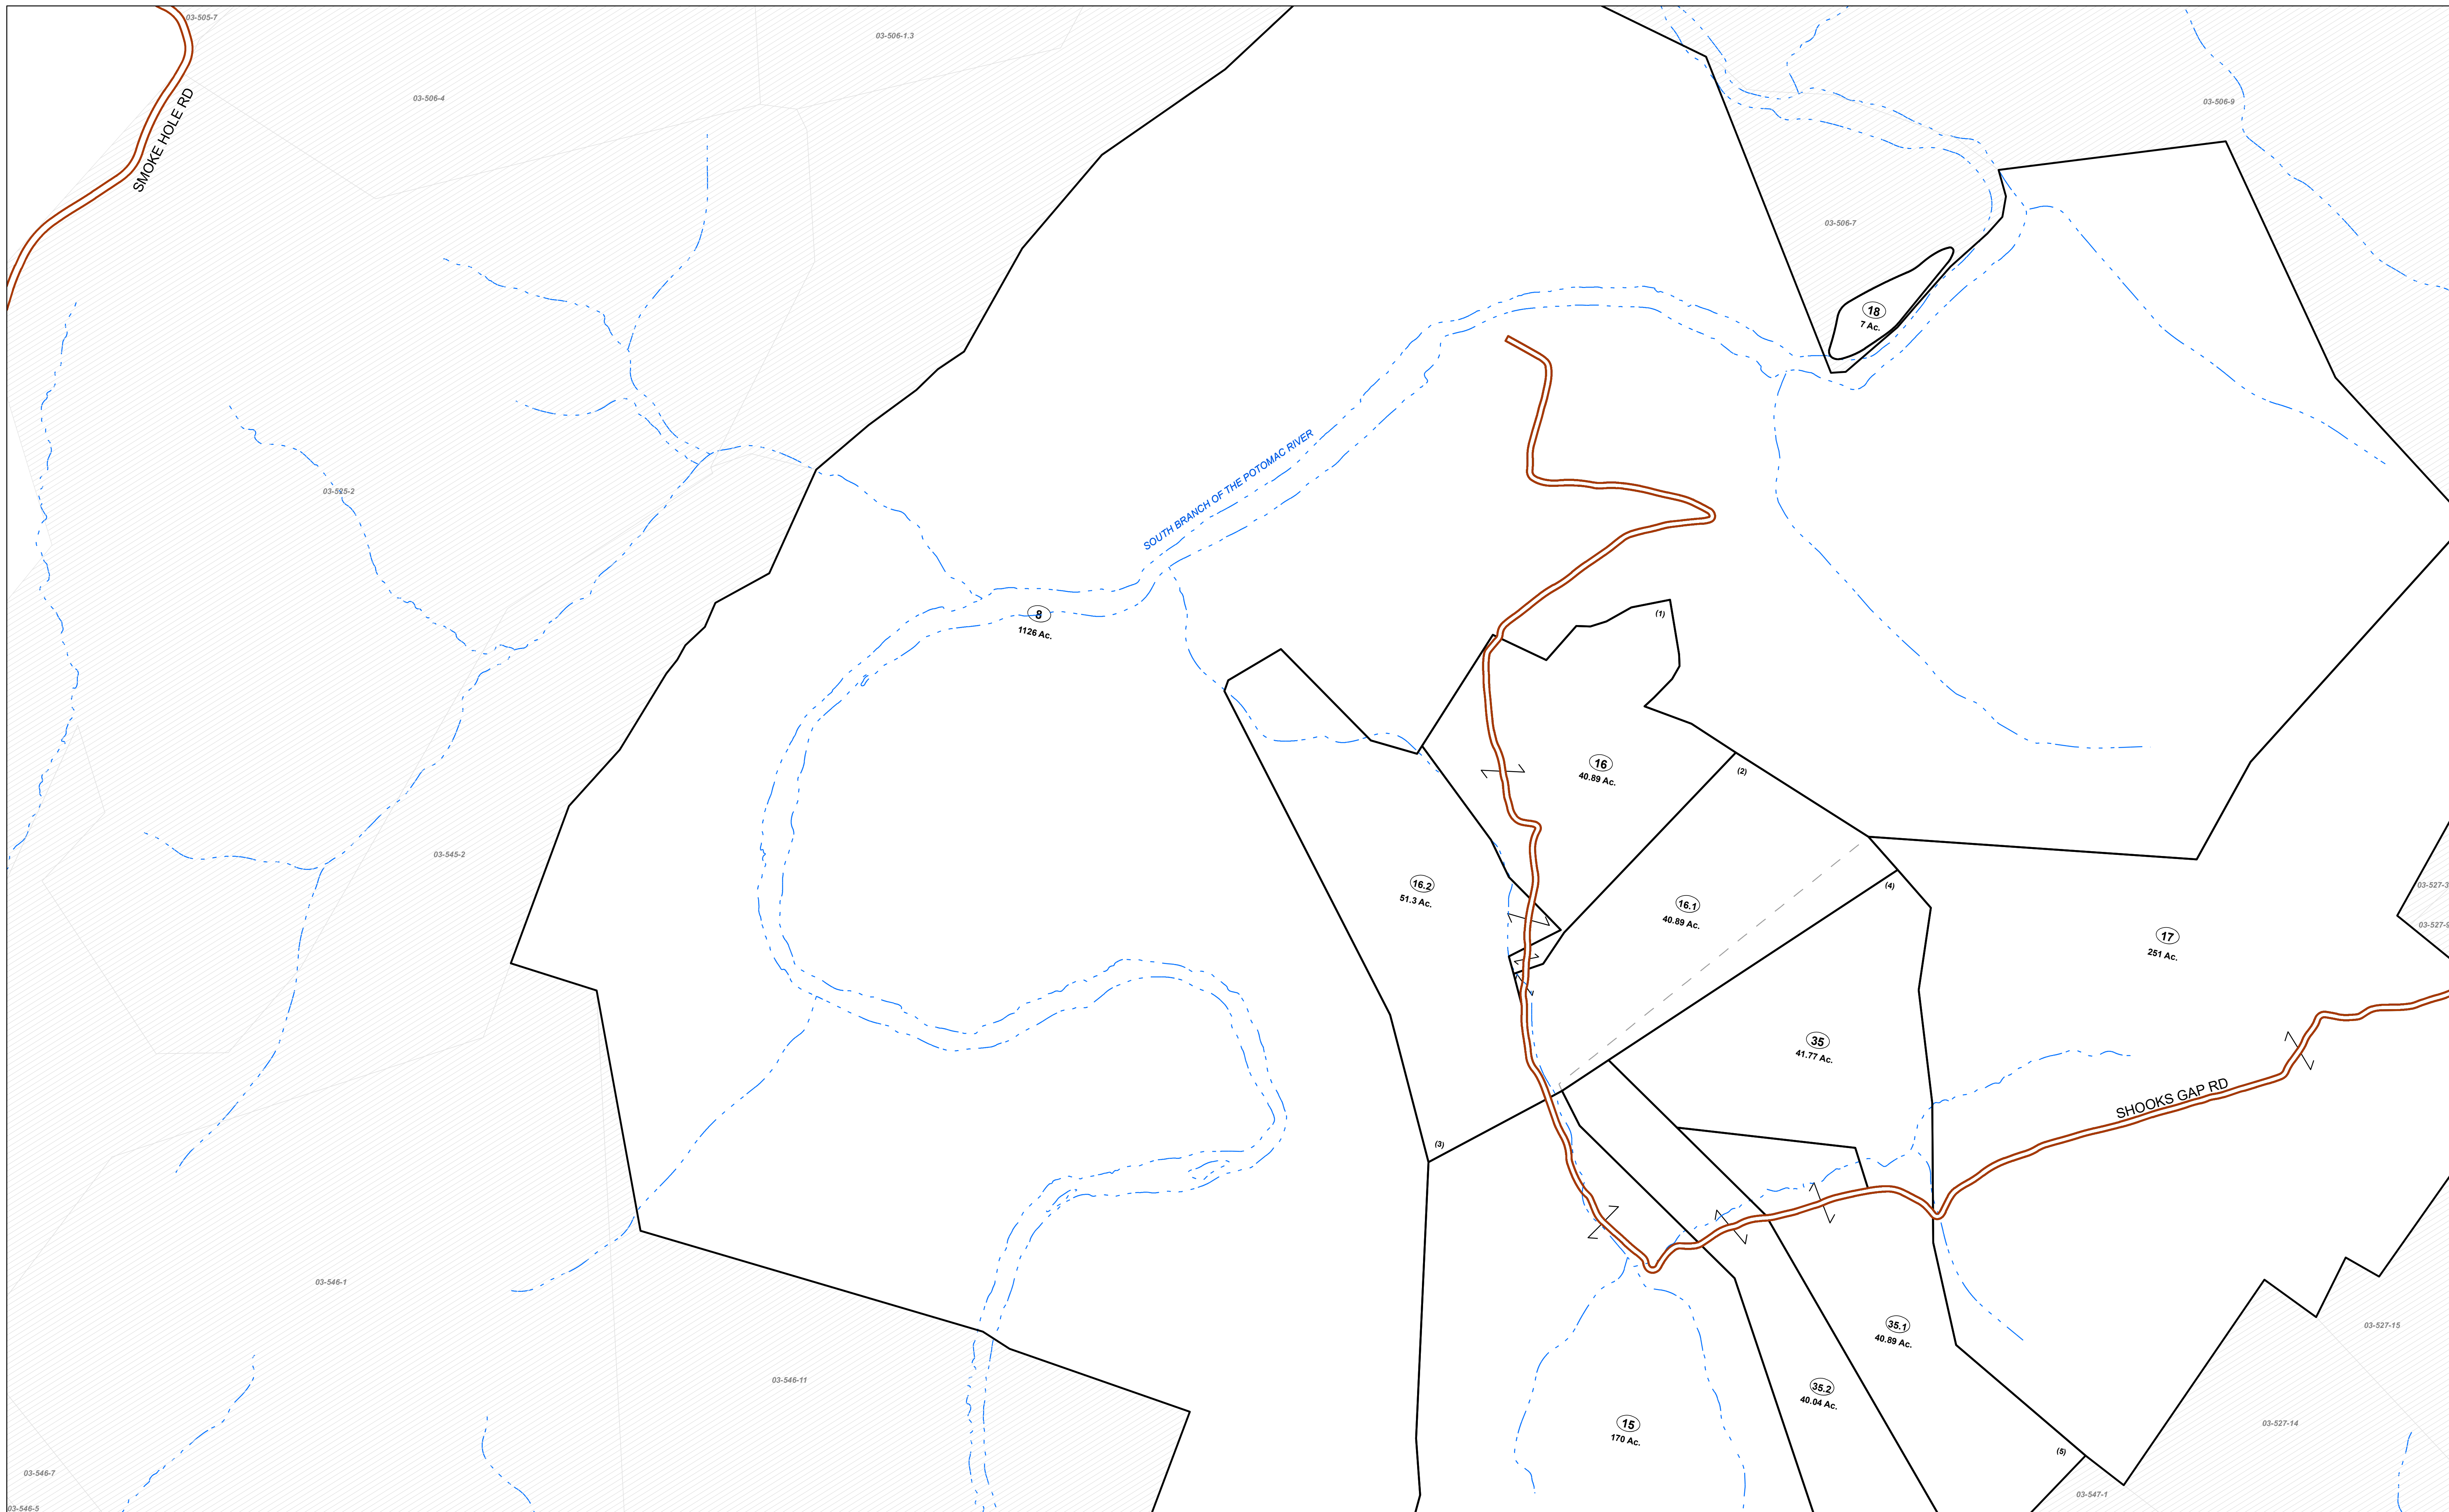 03-505-7
03-506-1.3
03-506-4
03-506-9
SMOKE HOLE RD
03-506-7
18
7 Ac.
SOUTH BRANCH OF THE POTOMAC RIVER
03-525-2
8
1126 Ac.
(1)
16
40.89 Ac.
(2)
03-545-2
16.2
51.3 Ac.
(4)
03-527-3
16.1
40.89 Ac.
03-527-9
17
251 Ac.
35
41.77 Ac.
SHOOKS GAP RD
(3)
03-546-1
35.1
40.89 Ac.
03-527-15
03-546-11
35.2
40.04 Ac.
15
170 Ac.
03-527-14
(5)
03-546-7
03-547-1
03-546-5